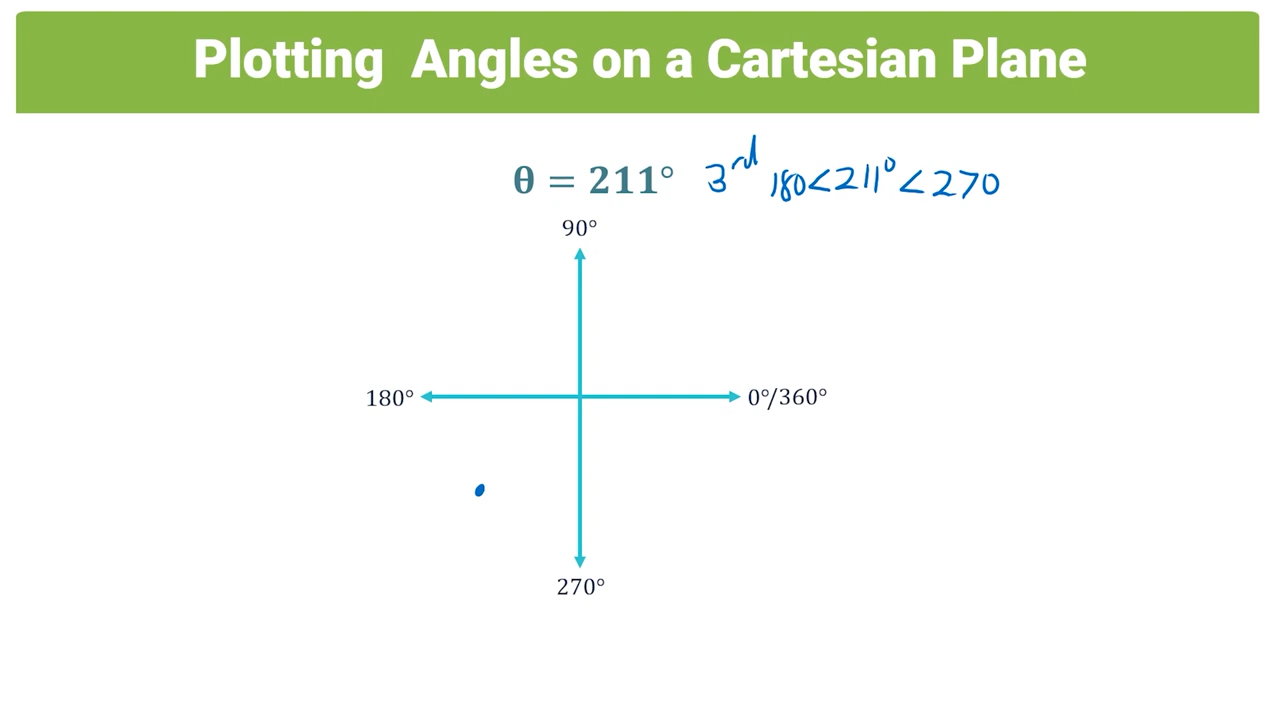 Plotting Angles on a Cartesian Plane
θ = 211° 3rd 180<211°<270
90°
180° 0°/360°
270°